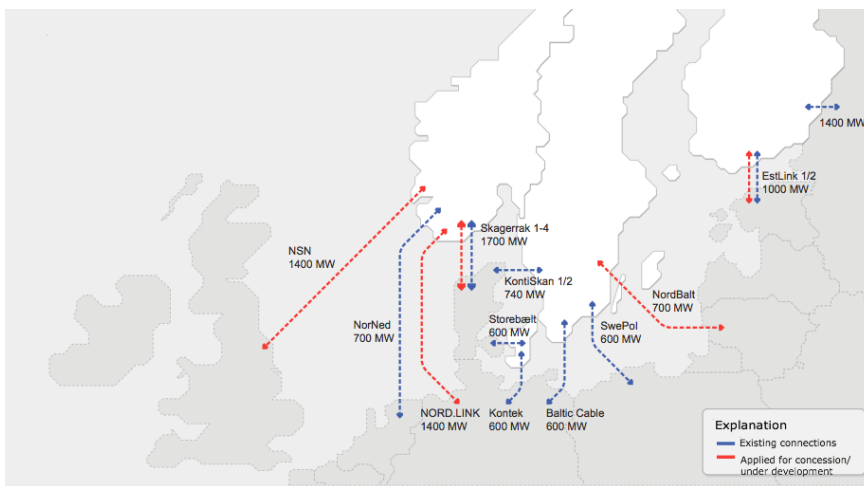 1400 MW
EstLink 1/2
1000 MW
Skagerrak 1-4
1700 MW
NSN
1400 MW
KontiSkan 1/2
740 MW
NordBalt
700 MW
NorNed
700 MW
Storebælt
600 MW
SwePol
600 MW
NORD.LINK
1400 MW
Kontek
600 MW
Baltic Cable
600 MW
Explanation
Existing connections
Applied for concession/
under development